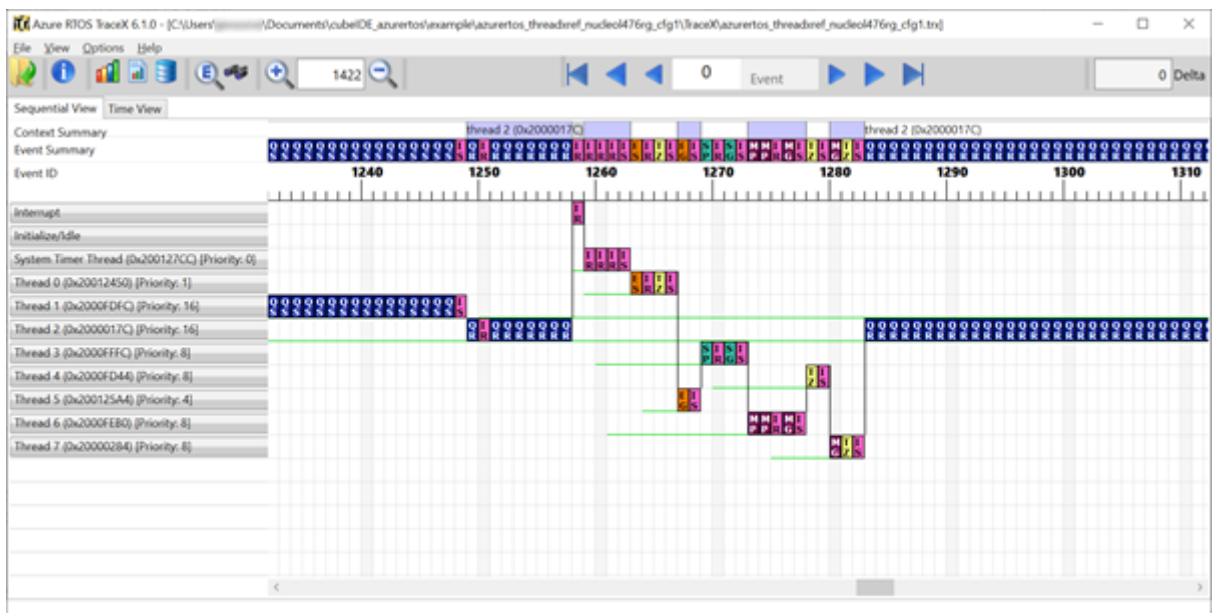 Azure RTOS TraceX 6.1.0 - [C:\Users\ \Documents\cubeIDE_azurertos\example\azurertos_threadxref_nucleol476rg_cfg1\TraceX\azurertos_threadxref_nucleol476rg_cfg1.trx]
File View Options Help
1422 0 Event 0 Delta
Sequential View Time View
Context Summary thread 2 (0x2000017C) thread 2 (0x2000017C)
Event Summary
Event ID 1240 1250 1260 1270 1280 1290 1300 1310
Interrupt
Initialize/Idle
System Timer Thread (0x200127CC) [Priority: 0]
Thread 0 (0x20012450) [Priority: 1]
Thread 1 (0x2000FDFC) [Priority: 16]
Thread 2 (0x2000017C) [Priority: 16]
Thread 3 (0x2000FFFC) [Priority: 8]
Thread 4 (0x2000FD44) [Priority: 8]
Thread 5 (0x200125A4) [Priority: 4]
Thread 6 (0x2000FEB0) [Priority: 8]
Thread 7 (0x20000284) [Priority: 8]